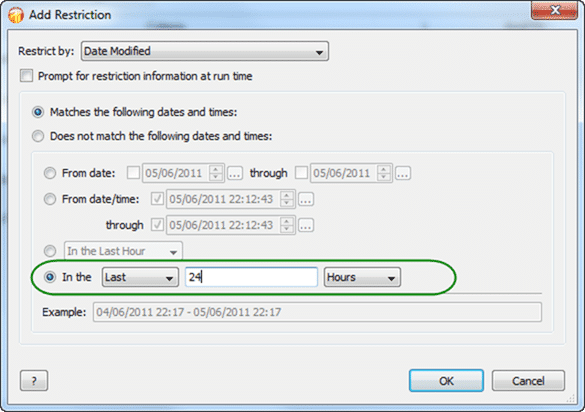 Add Restriction
Restrict by: Date Modified
Prompt for restriction information at run time
Matches the following dates and times:
Does not match the following dates and times:
From date: 05/06/2011 ... through 05/06/2011 ...
From date/time: 05/06/2011 22:12:43 ...
through 05/06/2011 22:12:43 ...
In the Last Hour
In the Last 24 Hours
Example: 04/06/2011 22:17 - 05/06/2011 22:17
? OK Cancel